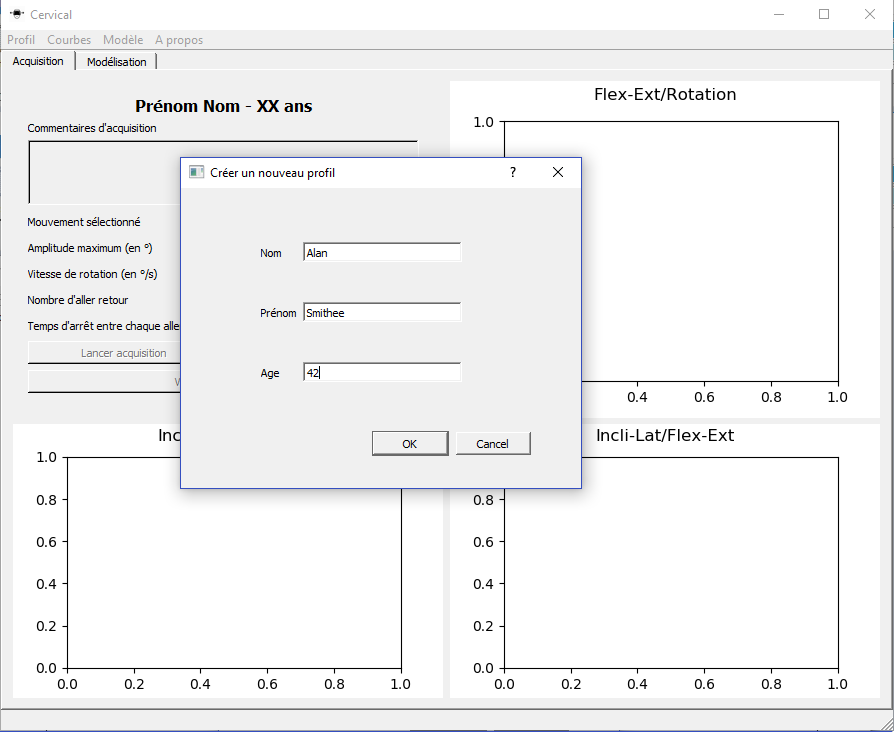 Cervical
Profil Courbes Modèle A propos
Acquisition Modélisation
Prénom Nom - XX ans
Commentaires d'acquisition
Mouvement sélectionné
Amplitude maximum (en °)
Vitesse de rotation (en °/s)
Nombre d'aller retour
Temps d'arrêt entre chaque alle
Lancer acquisition
V
Créer un nouveau profil ?
Nom Alan
Prénom Smithee
Age 42
OK Cancel
Flex-Ext/Rotation
1.0
0.4 0.6 0.8 1.0
Inc
1.0
0.8
0.6
0.4
0.2
0.0
0.0 0.2 0.4 0.6 0.8 1.0
Incli-Lat/Flex-Ext
0.8
0.6
0.4
0.2
0.0
0.0 0.2 0.4 0.6 0.8 1.0